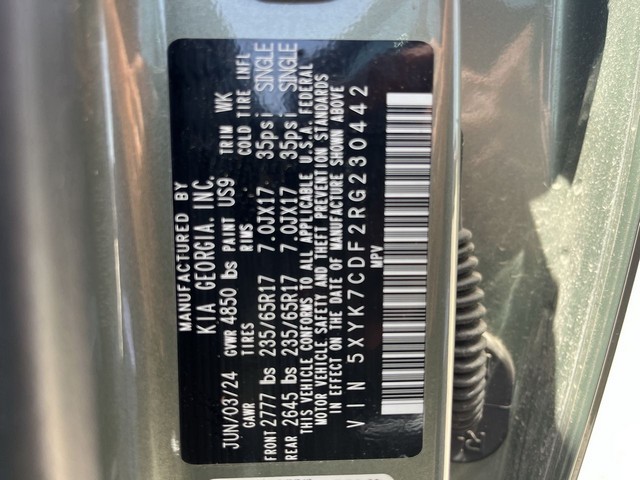 MANUFACTURED BY
KIA GEORGIA. INC.
JUN/03/24 GVWR 4850 lbs PAINT US9 TRIM WK
GAWR TIRES RIMS COLD TIRE INFL
FRONT 2777 lbs 235/65R17 7.0JX17 35psi SINGLE
REAR 2645 lbs 235/65R17 7.0JX17 35psi SINGLE
THIS VEHICLE CONFORMS TO ALL APPLICABLE U.S.A. FEDERAL
MOTOR VEHICLE SAFETY AND THEFT PREVENTION STANDARDS
IN EFFECT ON THE DATE OF MANUFACTURE SHOWN ABOVE
VIN 5XYK7CDF2RG230442
MPV